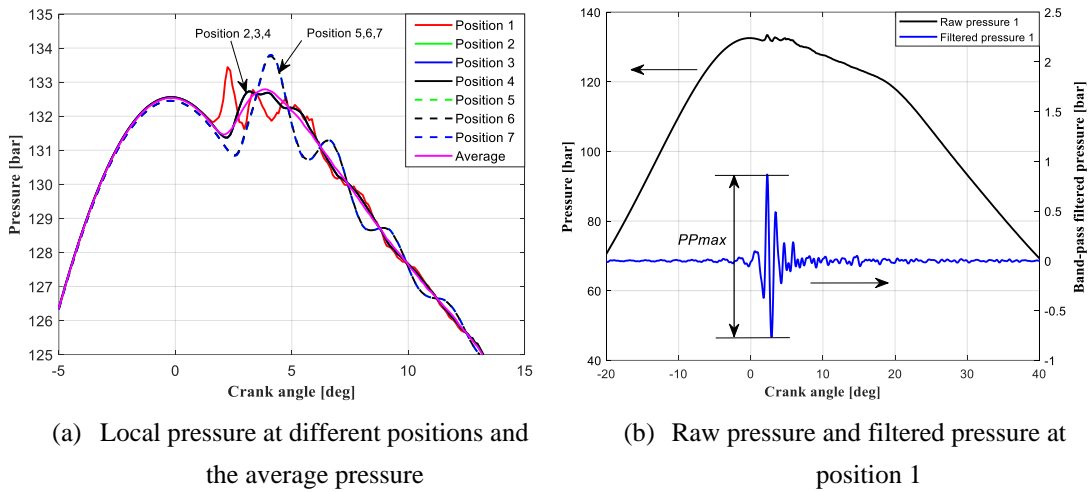 135
134
133
132
131
130
129
128
127
126
125
-5
0
5
10
15
Pressure [bar]
Crank angle [deg]
Position 2,3,4
Position 5,6,7
Position 1
Position 2
Position 3
Position 4
Position 5
Position 6
Position 7
Average
(a) Local pressure at different positions and
the average pressure
140
120
100
80
60
40
-20
-10
0
10
20
30
40
2.5
2
1.5
1
0.5
0
-0.5
-1
Pressure [bar]
Crank angle [deg]
Band-pass filtered pressure [bar]
Raw pressure 1
Filtered pressure 1
PPmax
(b) Raw pressure and filtered pressure at
position 1